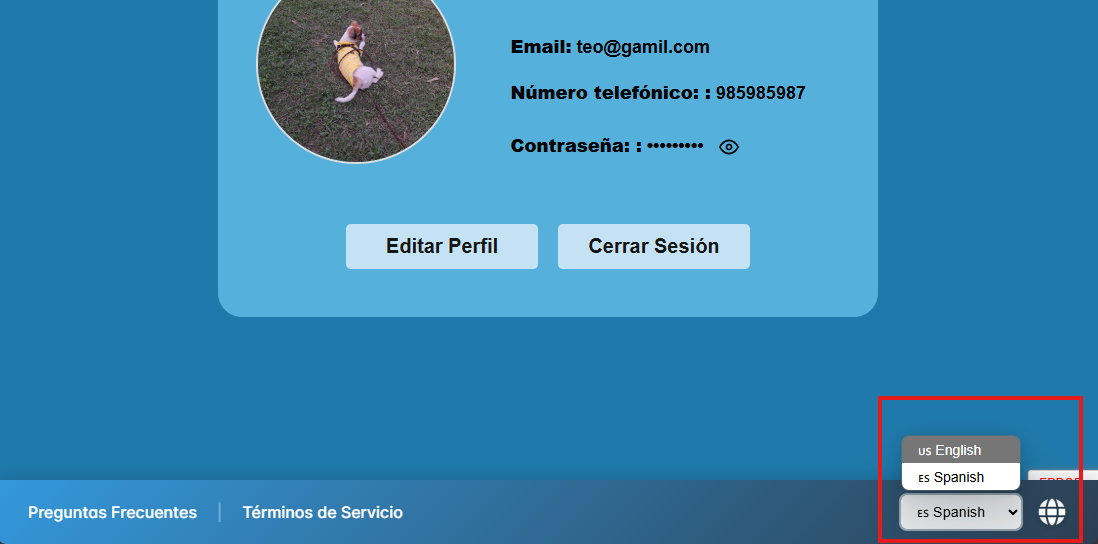 Email: teo@gamil.com
Número telefónico: : 985985987
Contraseña: : •••••••••
Editar Perfil
Cerrar Sesión
US English
ES Spanish
Preguntas Frecuentes
Términos de Servicio
ES Spanish